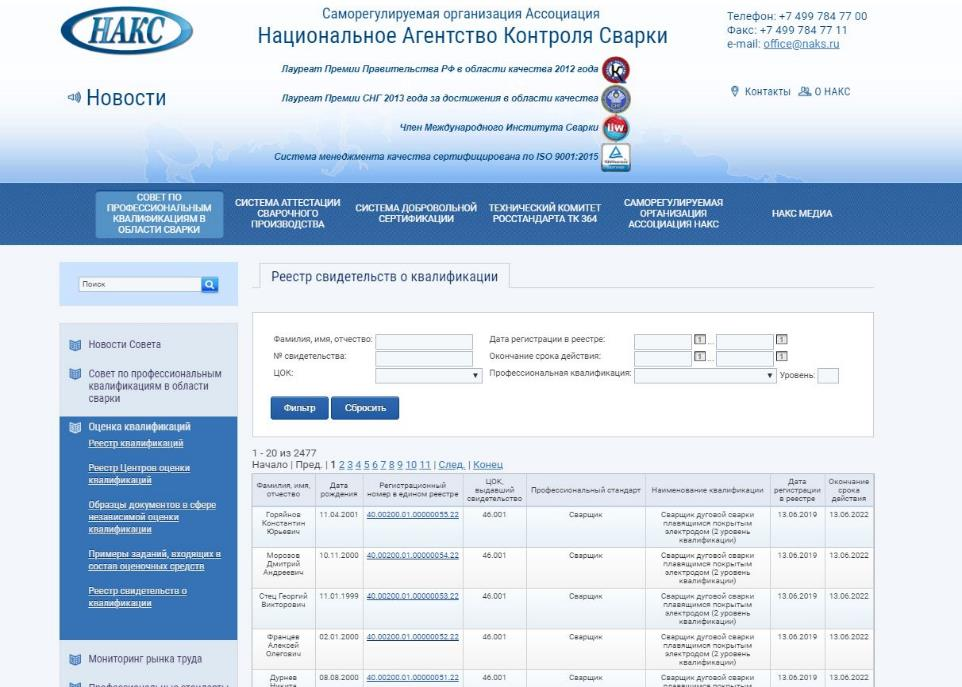 НАКС
Саморегулируемая организация Ассоциация
Национальное Агентство Контроля Сварки
Телефон: +7 499 784 77 00
Факс: +7 499 784 77 11
e-mail: office@naks.ru
Новости
Лауреат Премии Правительства РФ в области качества 2012 года
Лауреат Премии СНГ 2013 года за достижения в области качества
Член Международного Института Сварки
iiw
Система менеджмента качества сертифицирована по ISO 9001:2015
Контакты О НАКС
СОВЕТ ПО
ПРОФЕССИОНАЛЬНЫМ
КВАЛИФИКАЦИЯМ В
ОБЛАСТИ СВАРКИ
СИСТЕМА АТТЕСТАЦИИ
СВАРОЧНОГО
ПРОИЗВОДСТВА
СИСТЕМА ДОБРОВОЛЬНОЙ
СЕРТИФИКАЦИИ
ТЕХНИЧЕСКИЙ КОМИТЕТ
РОССТАНДАРТА ТК 364
САМОРЕГУЛИРУЕМАЯ
ОРГАНИЗАЦИЯ
АССОЦИАЦИЯ НАКС
НАКС МЕДИА
Поиск
Новости Совета
Совет по профессиональным
квалификациям в области
сварки
Оценка квалификаций
Реестр квалификаций
Реестр Центров оценки
квалификаций
Образцы документов в сфере
независимой оценки
квалификации
Примеры заданий, входящих в
состав оценочных средств
Реестр свидетельств о
квалификации
Мониторинг рынка труда
Профессиональные стандарты
Реестр свидетельств о квалификации
Фамилия, имя, отчество:
Дата регистрации в реестре:
...
№ свидетельства:
Окончание срока действия:
...
ЦОК:
Профессиональная квалификация:
Уровень:
Фильтр
Сбросить
1 - 20 из 2477
Начало | Пред. | 1 2 3 4 5 6 7 8 9 10 11 | След. | Конец
Фамилия, имя,
отчество
Дата
рождения
Регистрационный
номер в едином реестре
ЦОК,
выдавший
свидетельство
Профессиональный стандарт
Наименование квалификации
Дата
регистрации
в реестре
Окончание
срока
действия
Горяйнов
Константин
Юрьевич
11.04.2001
40.00200.01.00000055.22
46.001
Сварщик
Сварщик дуговой сварки
плавящимся покрытым
электродом (2 уровень
квалификации)
13.06.2019
13.06.2022
Морозов
Дмитрий
Андреевич
10.11.2000
40.00200.01.00000054.22
46.001
Сварщик
Сварщик дуговой сварки
плавящимся покрытым
электродом (2 уровень
квалификации)
13.06.2019
13.06.2022
Стец Георгий
Викторович
11.01.1999
40.00200.01.00000053.22
46.001
Сварщик
Сварщик дуговой сварки
плавящимся покрытым
электродом (2 уровень
квалификации)
13.06.2019
13.06.2022
Францев
Алексей
Олегович
02.01.2000
40.00200.01.00000052.22
46.001
Сварщик
Сварщик дуговой сварки
плавящимся покрытым
электродом (2 уровень
квалификации)
13.06.2019
13.06.2022
Дурнев
Никита
08.08.2000
40.00200.01.00000051.22
46.001
Сварщик
Сварщик дуговой сварки
плавящимся покрытым
13.06.2019
13.06.2022